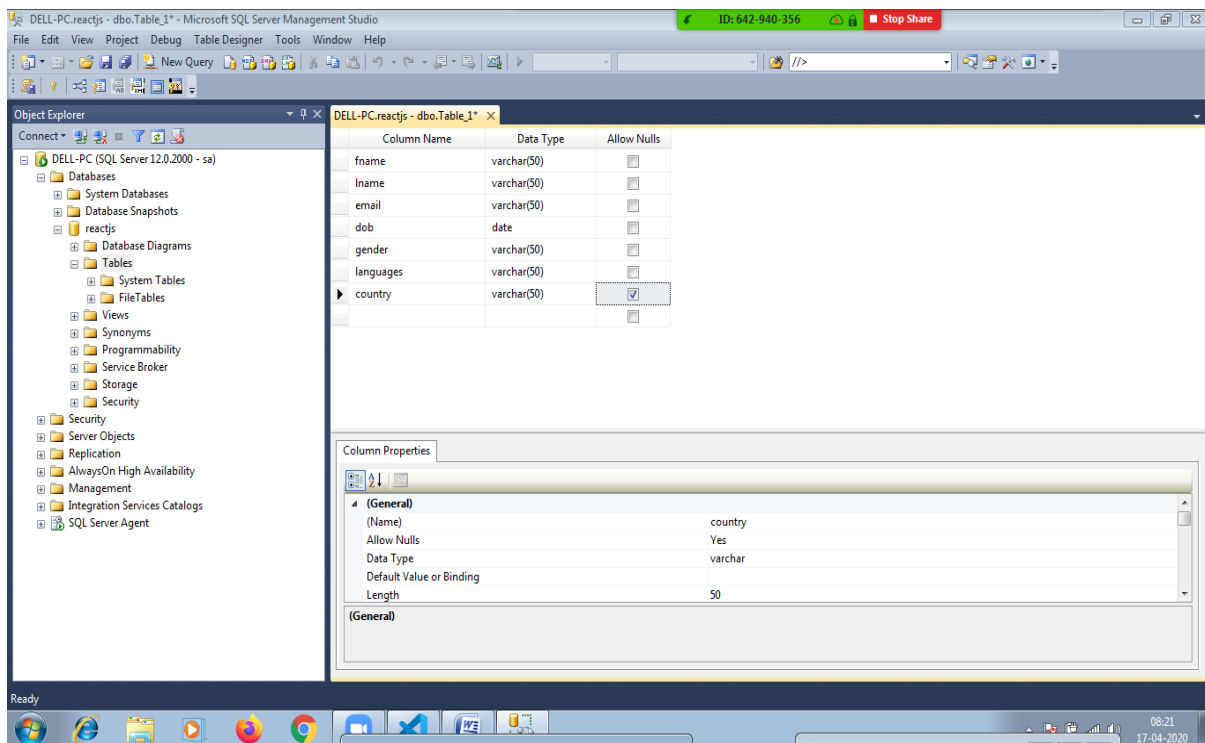 DELL-PC.reactjs - dbo.Table_1* - Microsoft SQL Server Management Studio
ID: 642-940-356 Stop Share
File Edit View Project Debug Table Designer Tools Window Help
New Query //>
Object Explorer
DELL-PC.reactjs - dbo.Table_1*
Connect
Column Name Data Type Allow Nulls
DELL-PC (SQL Server 12.0.2000 - sa)
Databases
System Databases
Database Snapshots
reactjs
Database Diagrams
Tables
System Tables
FileTables
Views
Synonyms
Programmability
Service Broker
Storage
Security
Security
Server Objects
Replication
AlwaysOn High Availability
Management
Integration Services Catalogs
SQL Server Agent
fname varchar(50)
lname varchar(50)
email varchar(50)
dob date
gender varchar(50)
languages varchar(50)
country varchar(50)
Column Properties
(General)
(Name) country
Allow Nulls Yes
Data Type varchar
Default Value or Binding
Length 50
(General)
Ready
08:21
17-04-2020